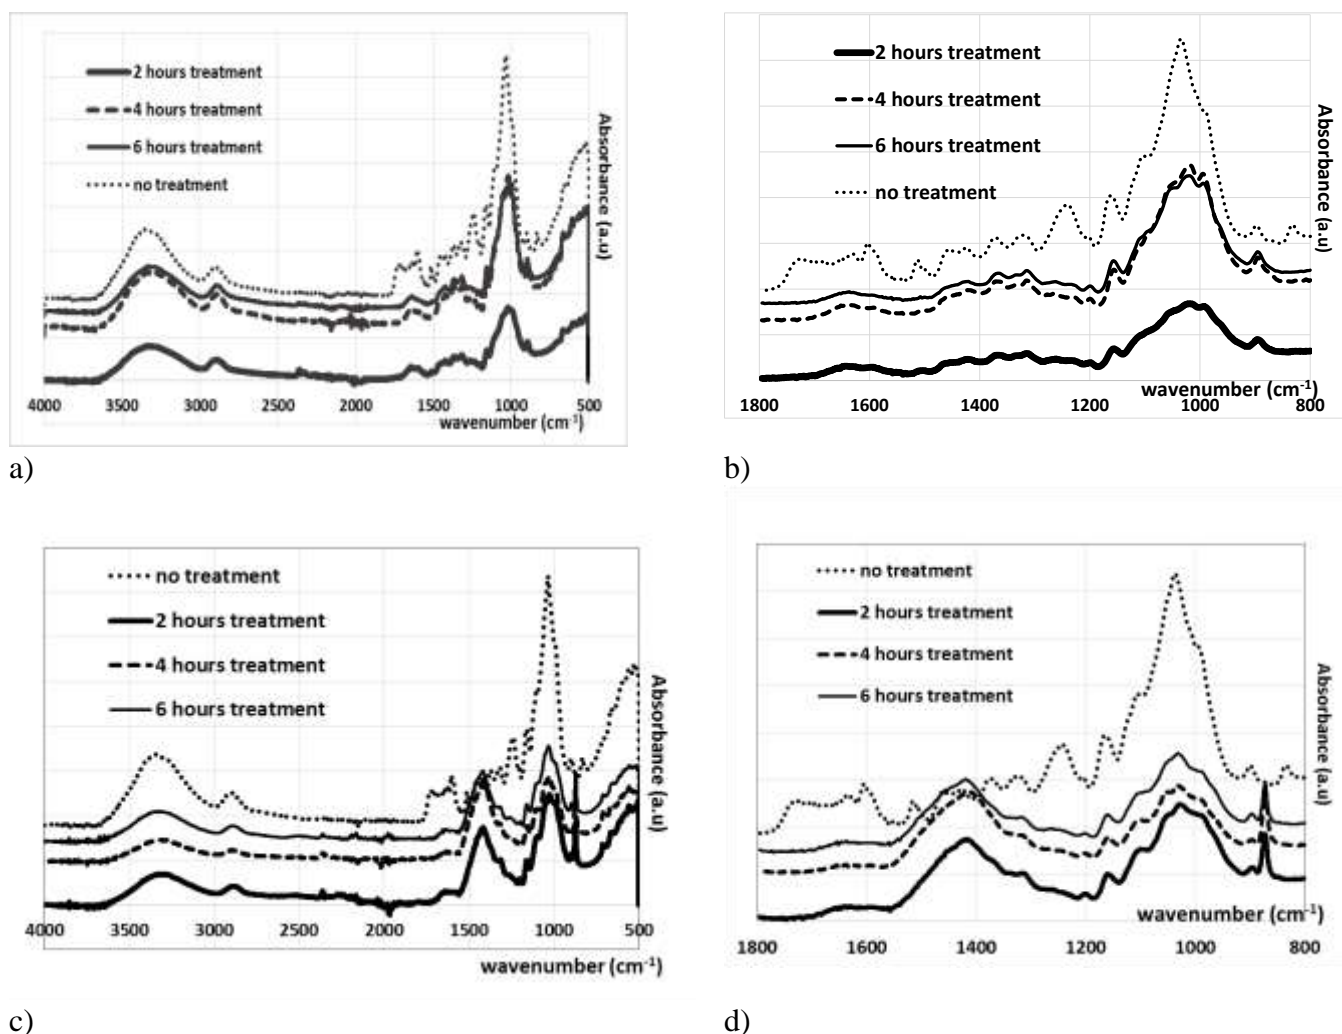 2 hours treatment
4 hours treatment
6 hours treatment
no treatment
Absorbance (a.u)
4000 3500 3000 2500 2000 1500 1000 500
wavenumber (cm⁻¹)
a)
2 hours treatment
4 hours treatment
6 hours treatment
no treatment
Absorbance (a.u)
wavenumber (cm⁻¹)
1800 1600 1400 1200 1000 800
b)
no treatment
2 hours treatment
4 hours treatment
6 hours treatment
Absorbance (a.u)
4000 3500 3000 2500 2000 1500 1000 500
wavenumber (cm⁻¹)
c)
no treatment
2 hours treatment
4 hours treatment
6 hours treatment
Absorbance (a.u)
wavenumber (cm⁻¹)
1800 1600 1400 1200 1000 800
d)